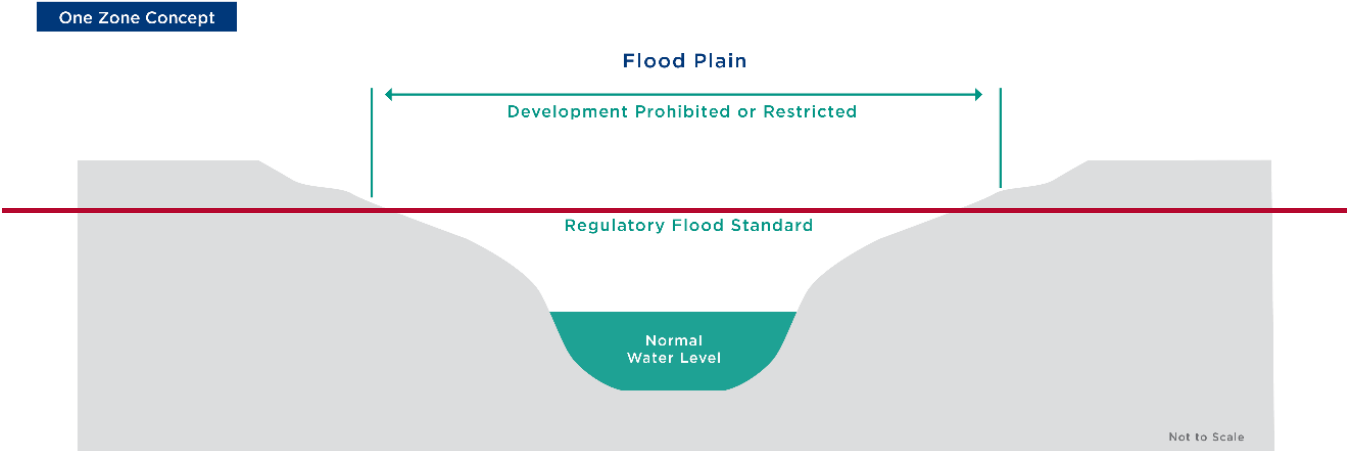 One Zone Concept
Flood Plain
Development Prohibited or Restricted
Regulatory Flood Standard
Normal
Water Level
Not to Scale